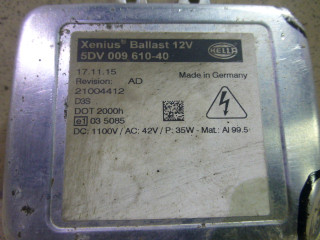 Xenius® Ballast 12V
5DV 009 610-40
HELLA
17.11.15
Made in Germany
Revision: AD
21004412
D3S
DOT 2000h
e1 03 5085
DC: 1100V / AC: 42V / P: 35W - Mat.: Al 99.5